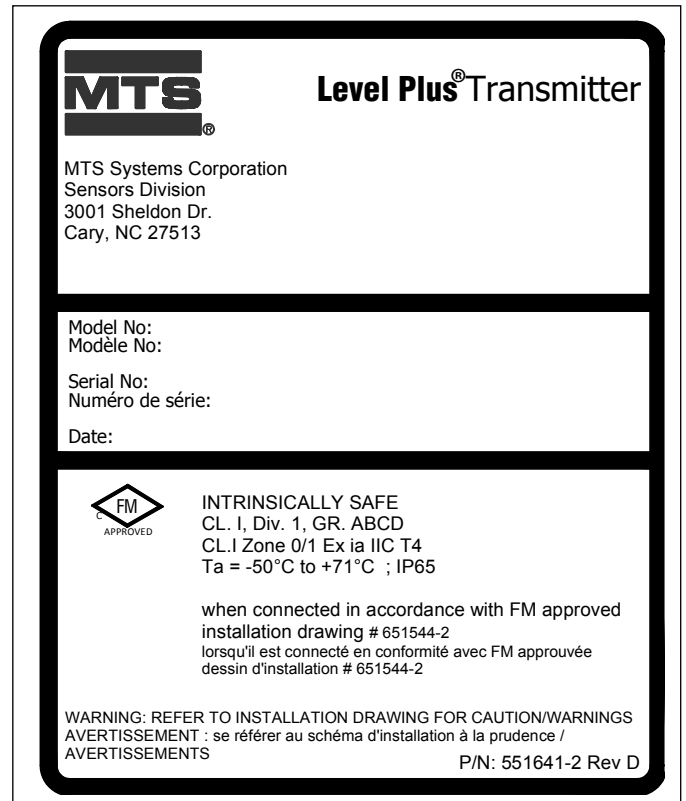 MTS
®
Level Plus® Transmitter
MTS Systems Corporation
Sensors Division
3001 Sheldon Dr.
Cary, NC 27513
Model No:
Modèle No:
Serial No:
Numéro de série:
Date:
C FM
APPROVED
INTRINSICALLY SAFE
CL. I, Div. 1, GR. ABCD
CL.I Zone 0/1 Ex ia IIC T4
Ta = -50°C to +71°C ; IP65
when connected in accordance with FM approved
installation drawing # 651544-2
lorsqu'il est connecté en conformité avec FM approuvée
dessin d'installation # 651544-2
WARNING: REFER TO INSTALLATION DRAWING FOR CAUTION/WARNINGS
AVERTISSEMENT : se référer au schéma d'installation à la prudence /
AVERTISSEMENTS
P/N: 551641-2 Rev D